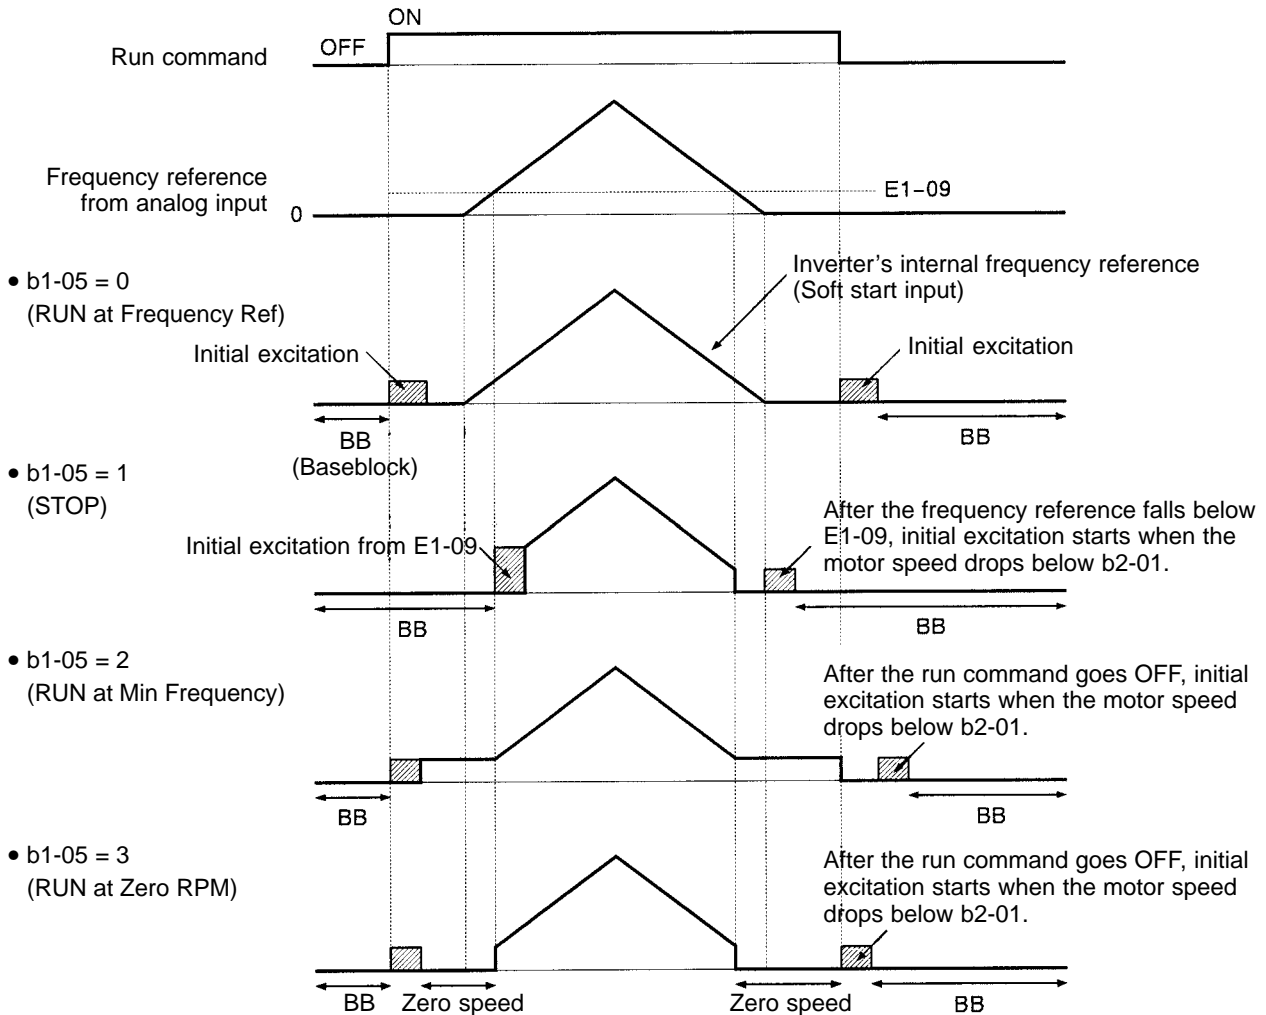 ON
OFF
Run command
Frequency reference
from analog input
0
E1-09
• b1-05 = 0
(RUN at Frequency Ref)
Inverter's internal frequency reference
(Soft start input)
Initial excitation
Initial excitation
BB
(Baseblock)
BB
• b1-05 = 1
(STOP)
Initial excitation from E1-09
After the frequency reference falls below
E1-09, initial excitation starts when the
motor speed drops below b2-01.
BB
BB
• b1-05 = 2
(RUN at Min Frequency)
After the run command goes OFF, initial
excitation starts when the motor speed
drops below b2-01.
BB
BB
• b1-05 = 3
(RUN at Zero RPM)
After the run command goes OFF, initial
excitation starts when the motor speed
drops below b2-01.
BB
Zero speed
Zero speed
BB